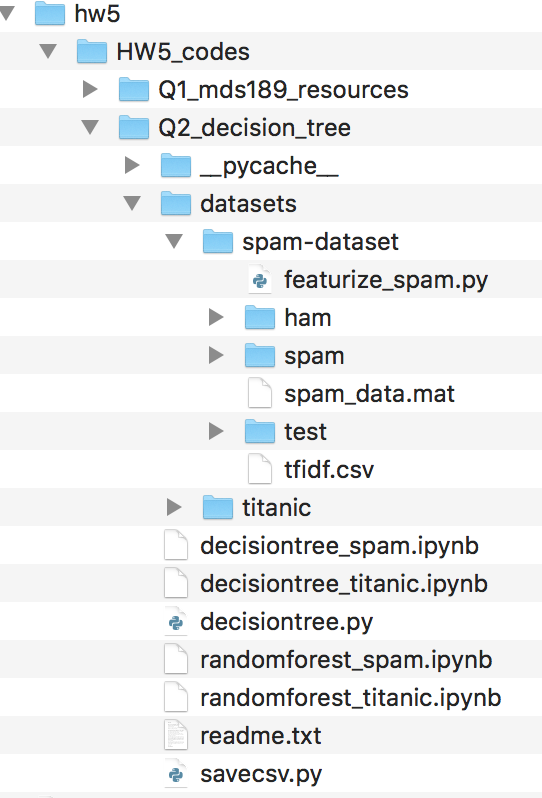 hw5
HW5_codes
Q1_mds189_resources
Q2_decision_tree
__pycache__
datasets
spam-dataset
featurize_spam.py
ham
spam
spam_data.mat
test
tfidf.csv
titanic
decisiontree_spam.ipynb
decisiontree_titanic.ipynb
decisiontree.py
randomforest_spam.ipynb
randomforest_titanic.ipynb
readme.txt
savecsv.py